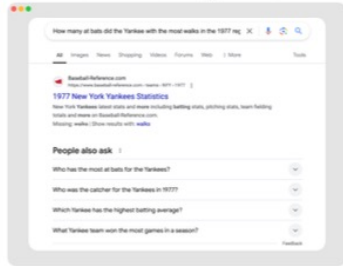 How many at bats did the Yankee with the most walks in the 1977 reg
All Images News Shopping Videos Forums Web More Tools
Baseball-Reference.com
1977 New York Yankees Statistics
New York Yankees latest stats and more including batting stats, pitching stats, team fielding
totals and more on Baseball-Reference.com.
Missing: walks | Show results with: walks
People also ask
Who has the most at bats for the Yankees?
Who was the catcher for the Yankees in 1977?
Which Yankee has the highest batting average?
What Yankee team won the most games in a season?
Feedback